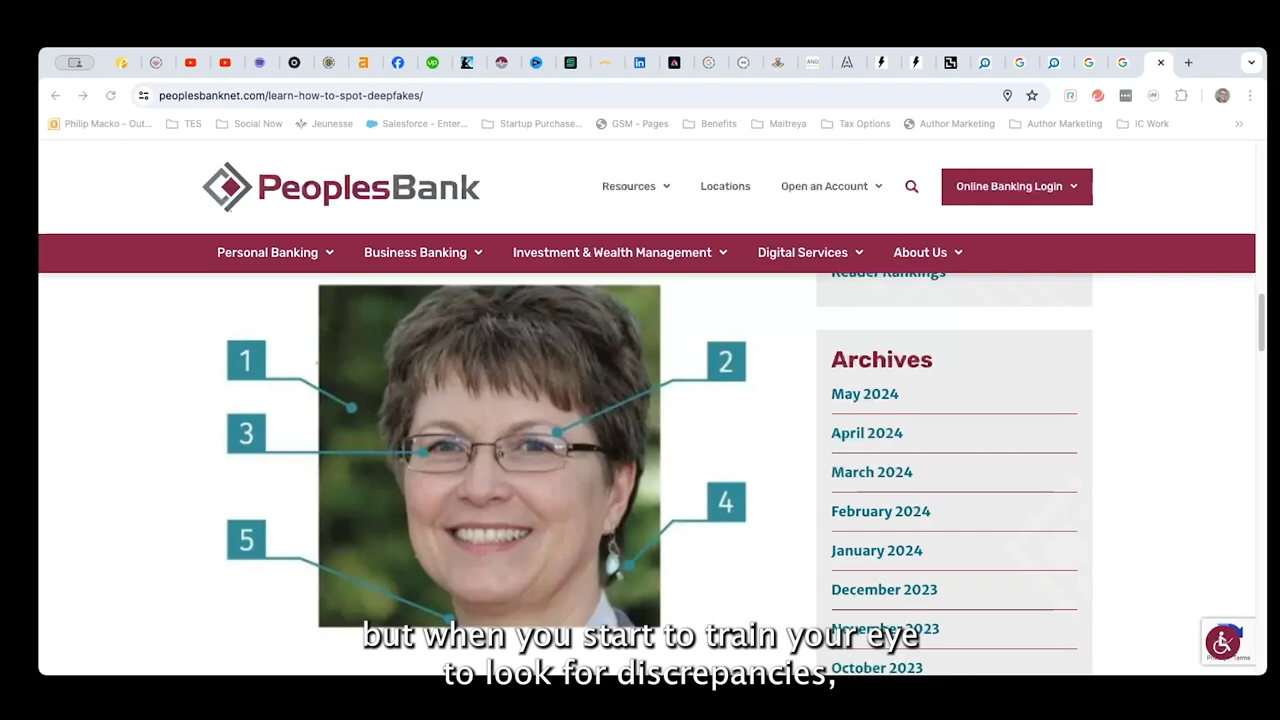 peoplesbanknet.com/learn-how-to-spot-deepfakes/
Philip Macko - Out... TES Social Now Jeunesse Salesforce - Enter... Startup Purchase... GSM - Pages Benefits Maitreya Tax Options Author Marketing Author Marketing IC Work
PeoplesBank
Resources Locations Open an Account Online Banking Login
Personal Banking Business Banking Investment & Wealth Management Digital Services About Us
Reader Rankings
1
2
3
4
5
Archives
May 2024
April 2024
March 2024
February 2024
January 2024
December 2023
November 2023
October 2023
but when you start to train your eye
to look for discrepancies,